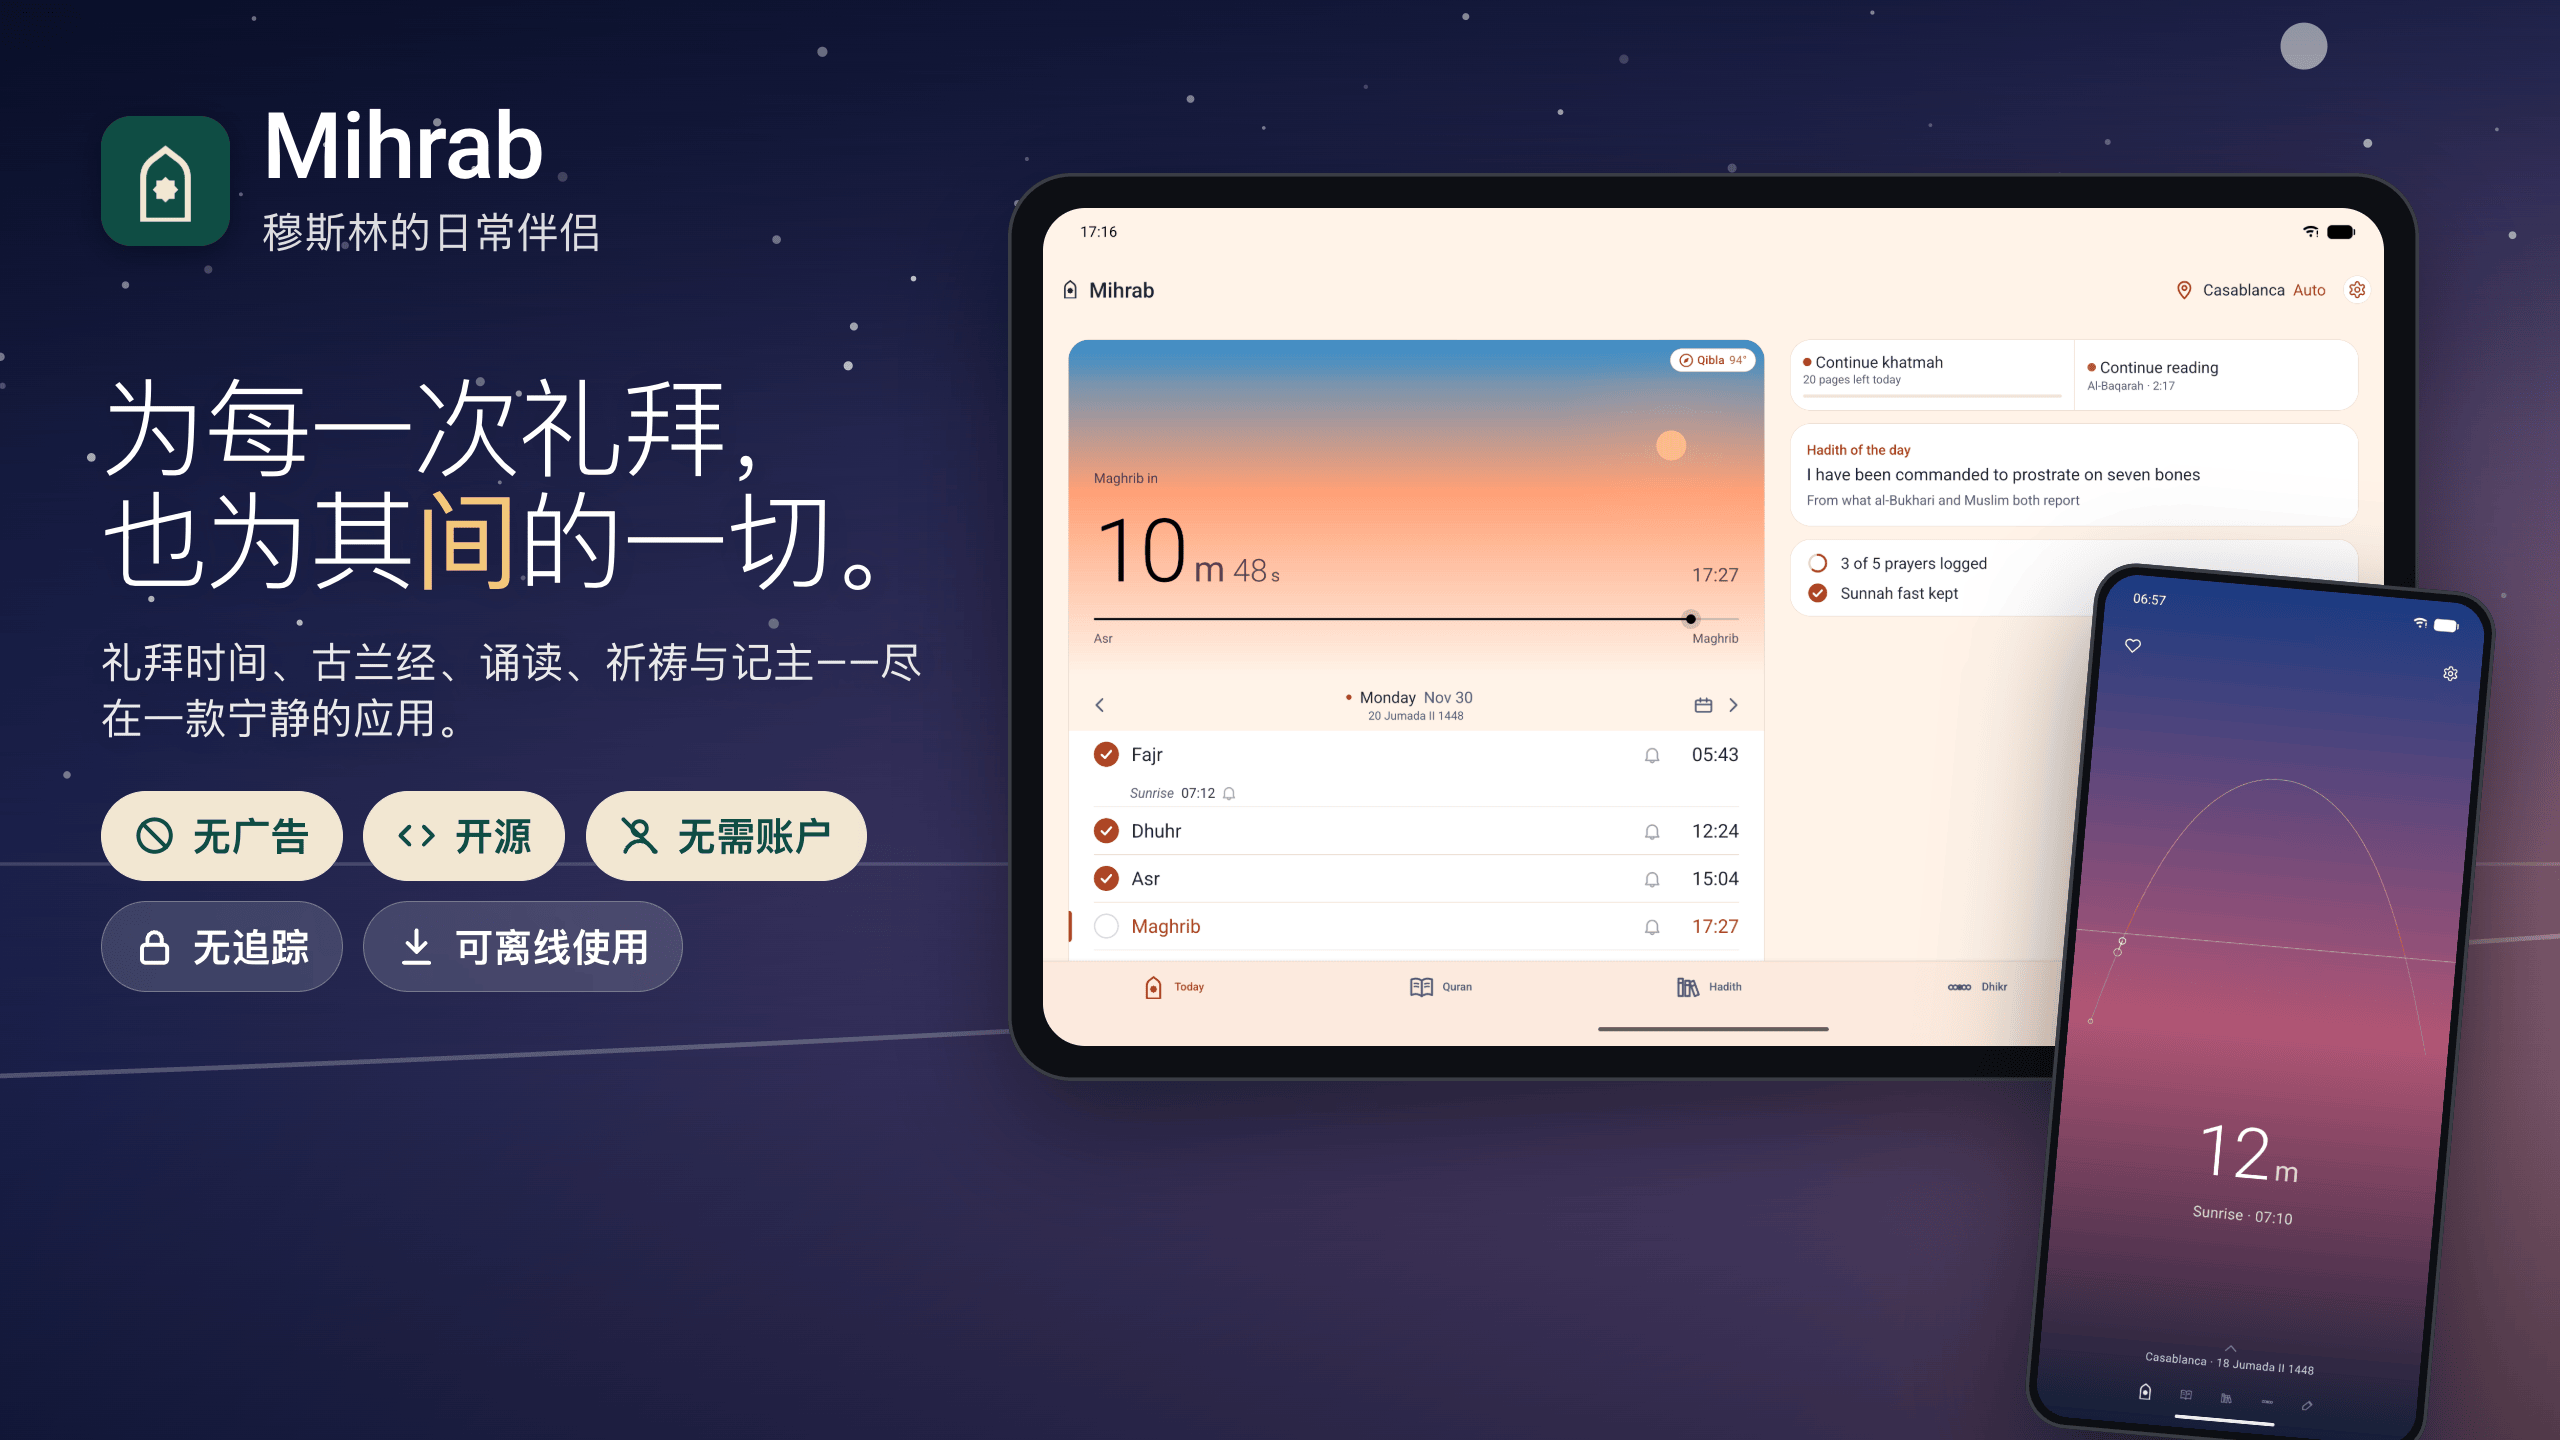 Mihrab
穆斯林的日常伴侣
为每一次礼拜，
也为其间的一切。
礼拜时间、古兰经、诵读、祈祷与记主——尽
在一款宁静的应用。
无广告
开源
无需账户
无追踪
可离线使用
17:16
Mihrab
Casablanca Auto
Qibla 94°
Maghrib in
10 m 48 s
17:27
Asr
Maghrib
Monday Nov 30
20 Jumada II 1448
Fajr 05:43
Sunrise 07:12
Dhuhr 12:24
Asr 15:04
Maghrib 17:27
Continue khatmah
20 pages left today
Continue reading
Al-Baqarah · 2:17
Hadith of the day
I have been commanded to prostrate on seven bones
From what al-Bukhari and Muslim both report
3 of 5 prayers logged
Sunnah fast kept
Today
Quran
Hadith
Dhikr
06:57
12 m
Sunrise · 07:10
Casablanca · 18 Jumada II 1448